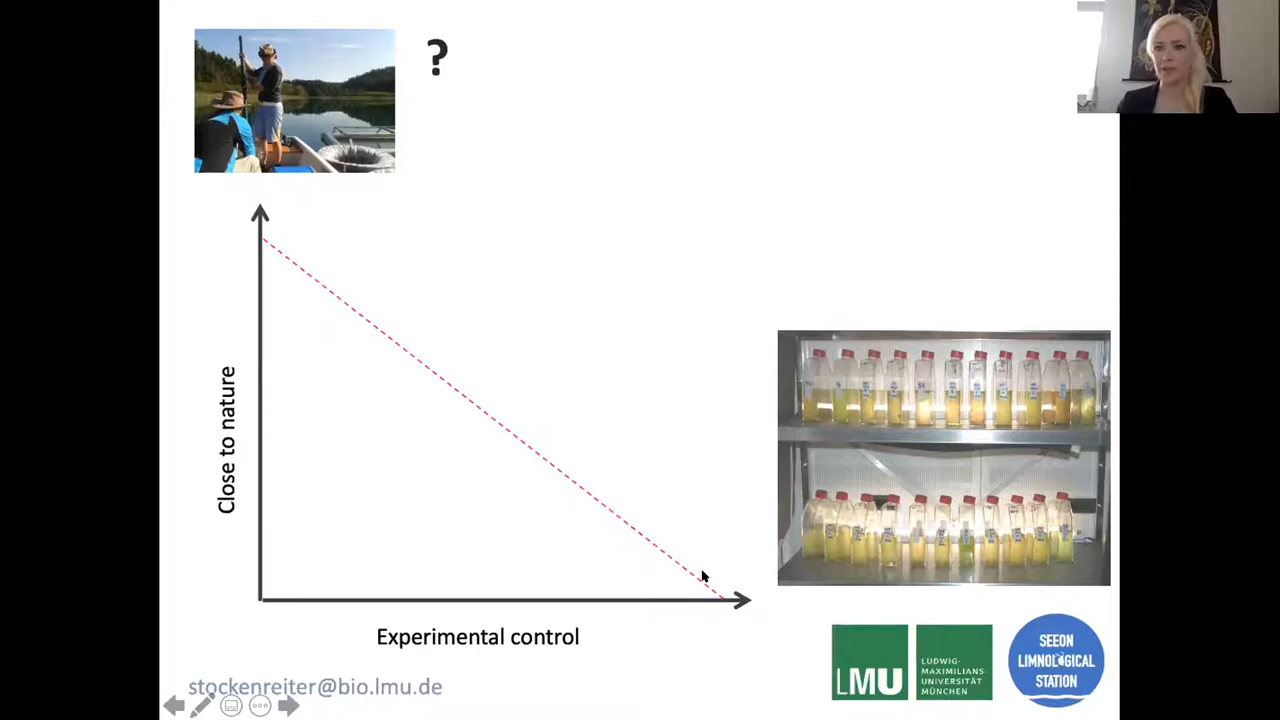 ?
Close to nature
Experimental control
stockenreiter@bio.lmu.de
LMU
LUDWIG-
MAXIMILIANS-
UNIVERSITÄT
MÜNCHEN
SEEON
LIMNOLOGICAL
STATION